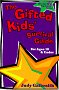 The Gifted
Kids'
Survival
Guide
For Ages 10
& Under
Judy Galbraith